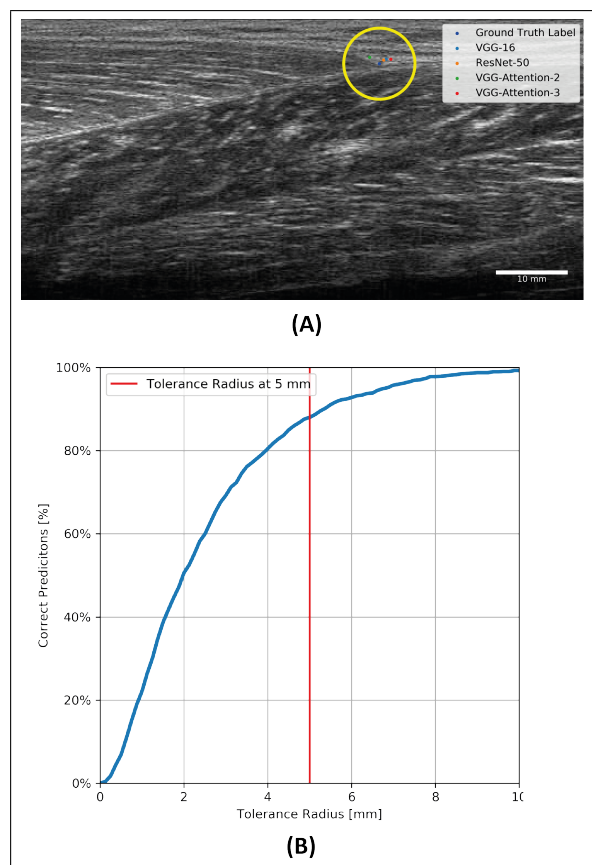 Ground Truth Label
VGG-16
ResNet-50
VGG-Attention-2
VGG-Attention-3
10 mm
(A)
100%
Tolerance Radius at 5 mm
80%
60%
40%
20%
0%
Correct Predicitons [%]
0 2 4 6 8 10
Tolerance Radius [mm]
(B)